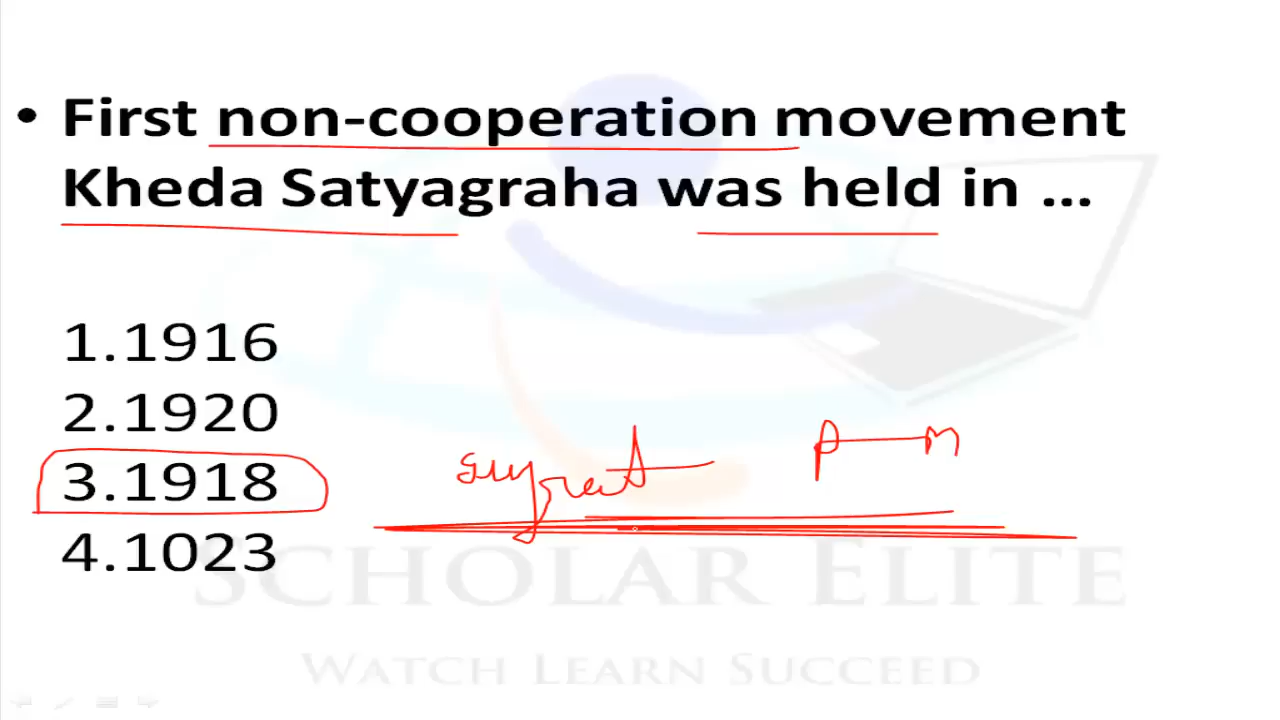 • First non-cooperation movement
Kheda Satyagraha was held in ...
1.1916
2.1920
3.1918
4.1023
SCHOLAR ELITE
WATCH LEARN SUCCEED